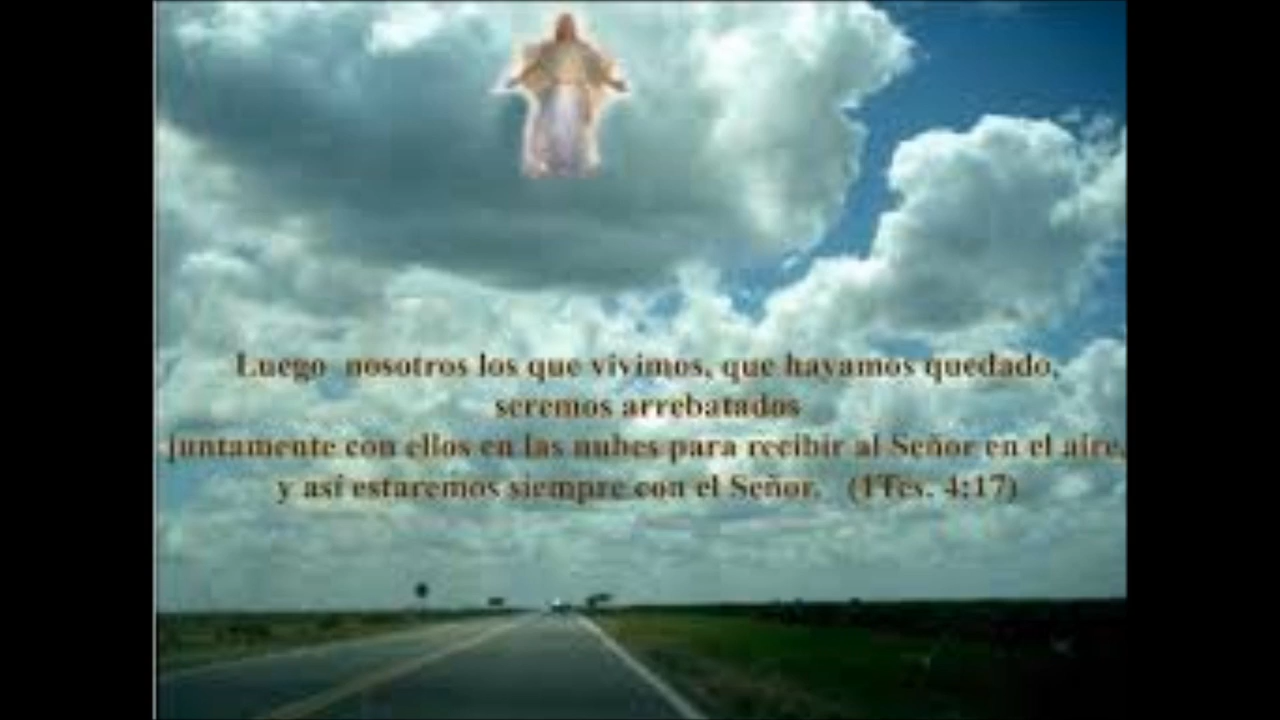 Luego nosotros los que vivimos, que hayamos quedado,
seremos arrebatados
juntamente con ellos en las nubes para recibir al Señor en el aire,
y así estaremos siempre con el Señor. (1Tes. 4:17)